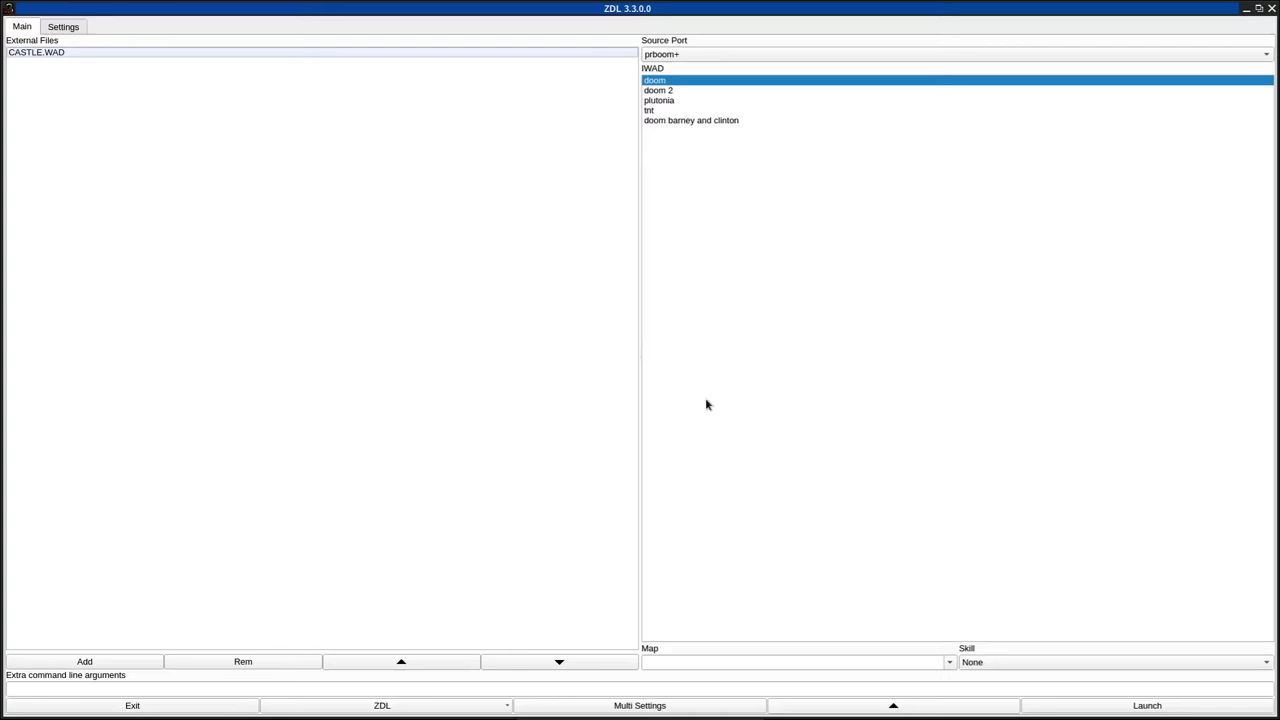 ZDL 3.3.0.0
Main
Settings
External Files
CASTLE.WAD
Source Port
prboom+
IWAD
doom
doom 2
plutonia
tnt
doom barney and clinton
Map
Skill
None
Add
Rem
Extra command line arguments
Exit
ZDL
Multi Settings
Launch